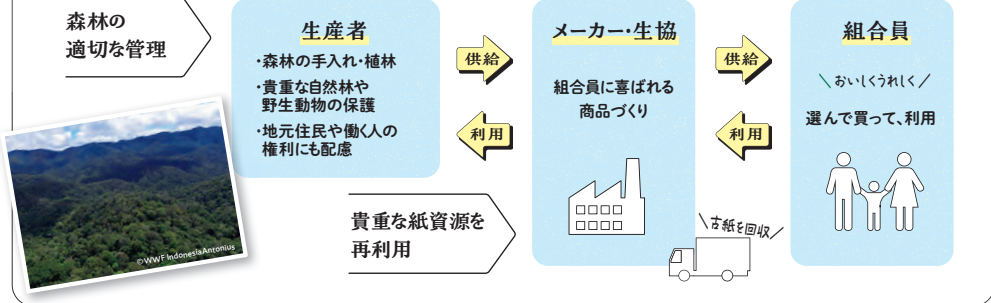 森林の
適切な管理
生産者
・森林の手入れ・植林
・貴重な自然林や
野生動物の保護
・地元住民や働く人の
権利にも配慮
供給
利用
メーカー・生協
組合員に喜ばれる
商品づくり
供給
利用
組合員
＼おいしくうれしく／
選んで買って、利用
©WWF IndonesiaAntonius
貴重な紙資源を
再利用
＼古紙を回収／